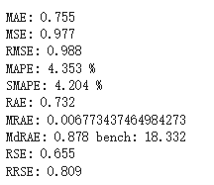 MAE: 0.755
MSE: 0.977
RMSE: 0.988
MAPE: 4.353 %
SMAPE: 4.204 %
RAE: 0.732
MRAE: 0.006773437464984273
MdRAE: 0.878 bench: 18.332
RSE: 0.655
RRSE: 0.809